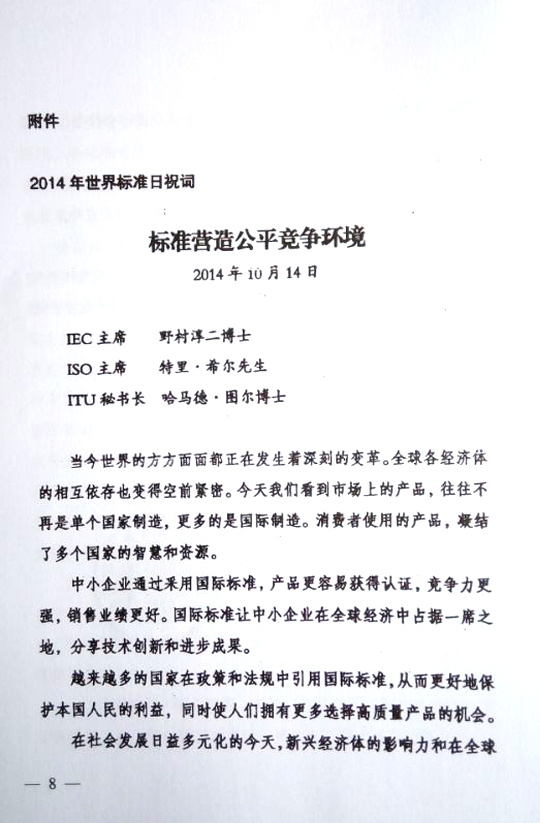 附件
2014年世界标准日祝词
标准营造公平竞争环境
2014年10月14日
IEC主席 野村淳二博士
ISO主席 特里·希尔先生
ITU秘书长 哈马德·图尔博士
当今世界的方方面面都正在发生着深刻的变革。全球各经济体
的相互依存也变得空前紧密。今天我们看到市场上的产品，往往不
再是单个国家制造，更多的是国际制造。消费者使用的产品，凝结
了多个国家的智慧和资源。
中小企业通过采用国际标准，产品更容易获得认证，竞争力更
强，销售业绩更好。国际标准让中小企业在全球经济中占据一席之
地，分享技术创新和进步成果。
越来越多的国家在政策和法规中引用国际标准，从而更好地保
护本国人民的利益，同时使人们拥有更多选择高质量产品的机会。
在社会发展日益多元化的今天，新兴经济体的影响力和在全球
— 8 —